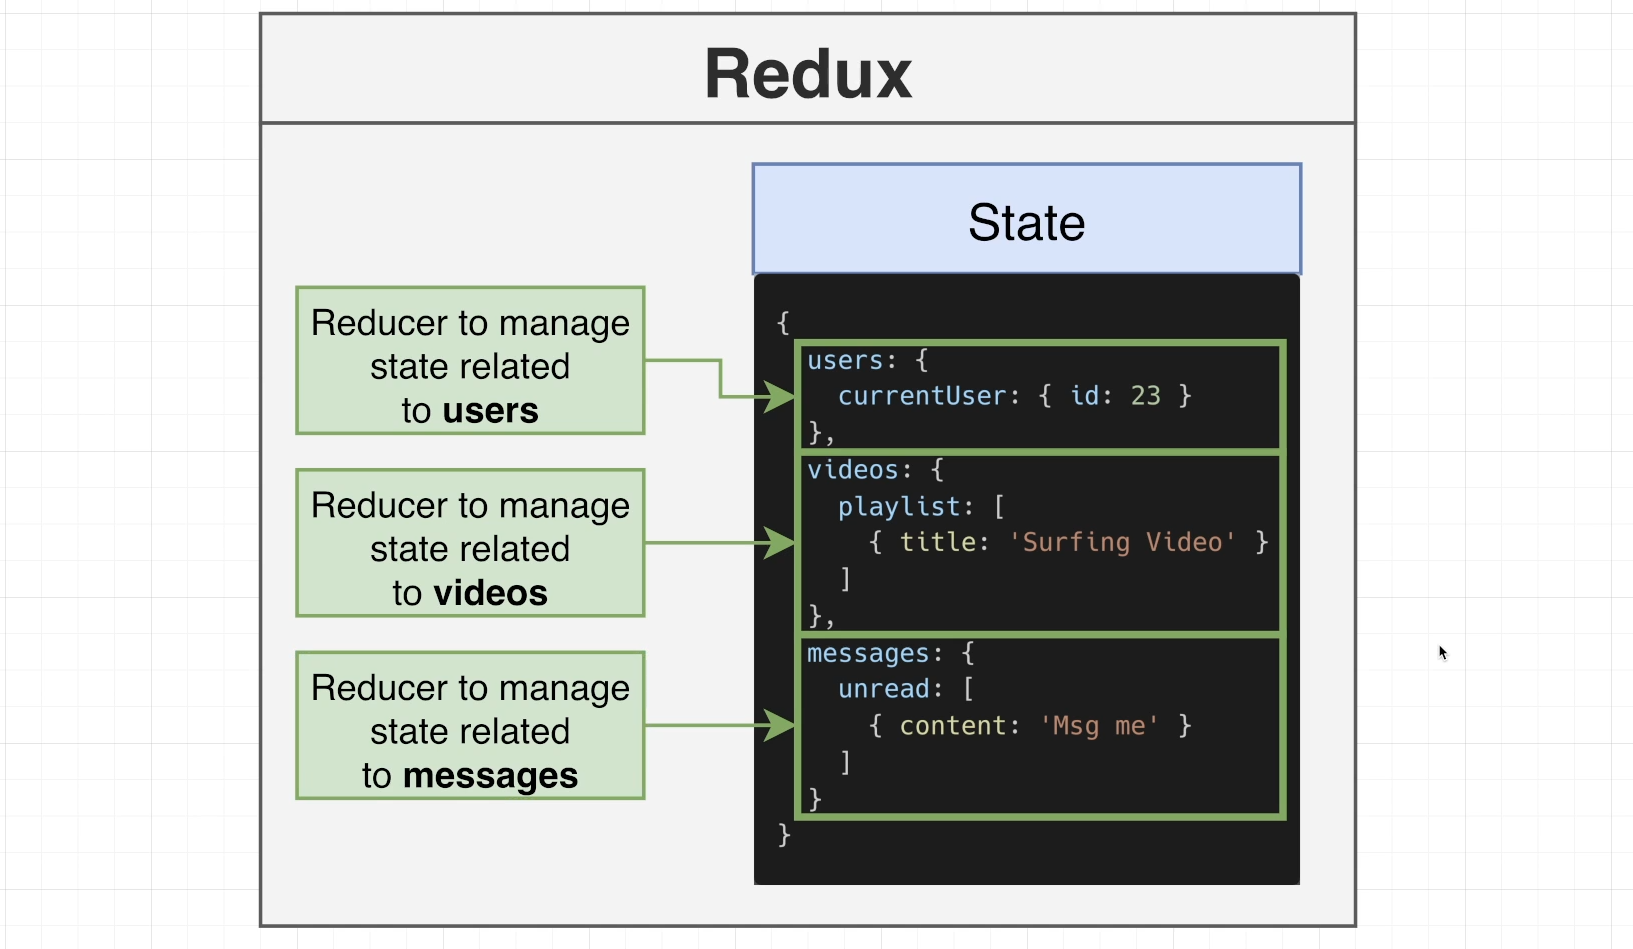 Redux
State
Reducer to manage
state related
to users
Reducer to manage
state related
to videos
Reducer to manage
state related
to messages
{
users: {
currentUser: { id: 23 }
},
videos: {
playlist: [
{ title: 'Surfing Video' }
]
},
messages: {
unread: [
{ content: 'Msg me' }
]
}
}